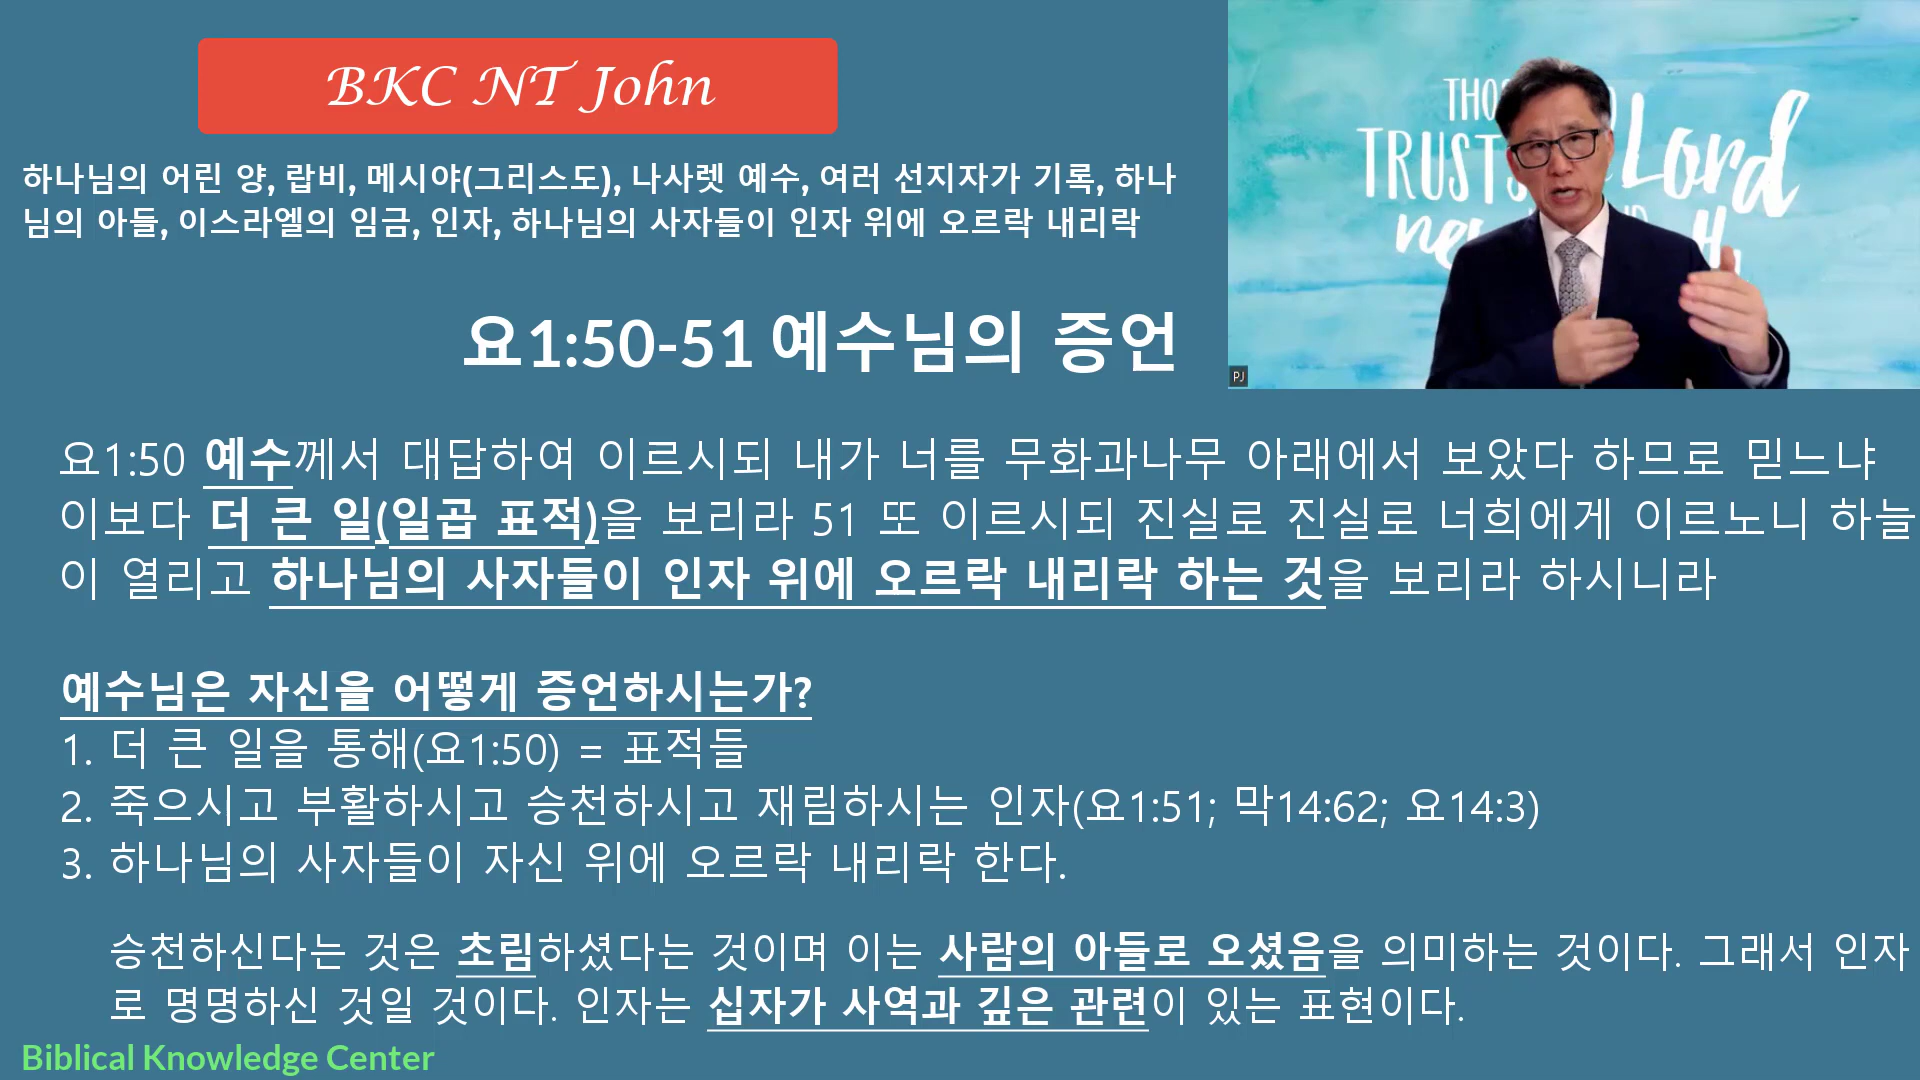 BKC NT John
하나님의 어린 양, 랍비, 메시야(그리스도), 나사렛 예수, 여러 선지자가 기록, 하나
님의 아들, 이스라엘의 임금, 인자, 하나님의 사자들이 인자 위에 오르락 내리락
THO
TRUST
Lord
ne
H
PJ
요1:50-51 예수님의 증언
요1:50 예수께서 대답하여 이르시되 내가 너를 무화과나무 아래에서 보았다 하므로 믿느냐
이보다 더 큰 일(일곱 표적)을 보리라 51 또 이르시되 진실로 진실로 너희에게 이르노니 하늘
이 열리고 하나님의 사자들이 인자 위에 오르락 내리락 하는 것을 보리라 하시니라
예수님은 자신을 어떻게 증언하시는가?
1. 더 큰 일을 통해(요1:50) = 표적들
2. 죽으시고 부활하시고 승천하시고 재림하시는 인자(요1:51; 막14:62; 요14:3)
3. 하나님의 사자들이 자신 위에 오르락 내리락 한다.
승천하신다는 것은 초림하셨다는 것이며 이는 사람의 아들로 오셨음을 의미하는 것이다. 그래서 인자
로 명명하신 것일 것이다. 인자는 십자가 사역과 깊은 관련이 있는 표현이다.
Biblical Knowledge Center